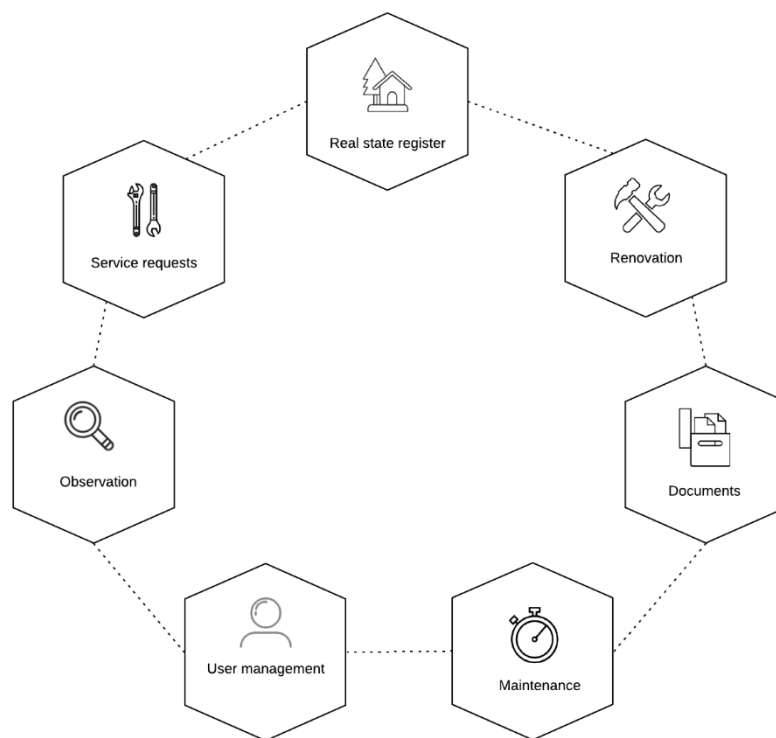 Real state register
Service requests
Renovation
Observation
Documents
User management
Maintenance